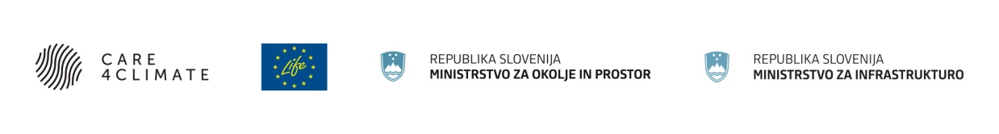 CARE
4CLIMATE
Life
REPUBLIKA SLOVENIJA
MINISTRSTVO ZA OKOLJE IN PROSTOR
REPUBLIKA SLOVENIJA
MINISTRSTVO ZA INFRASTRUKTURO